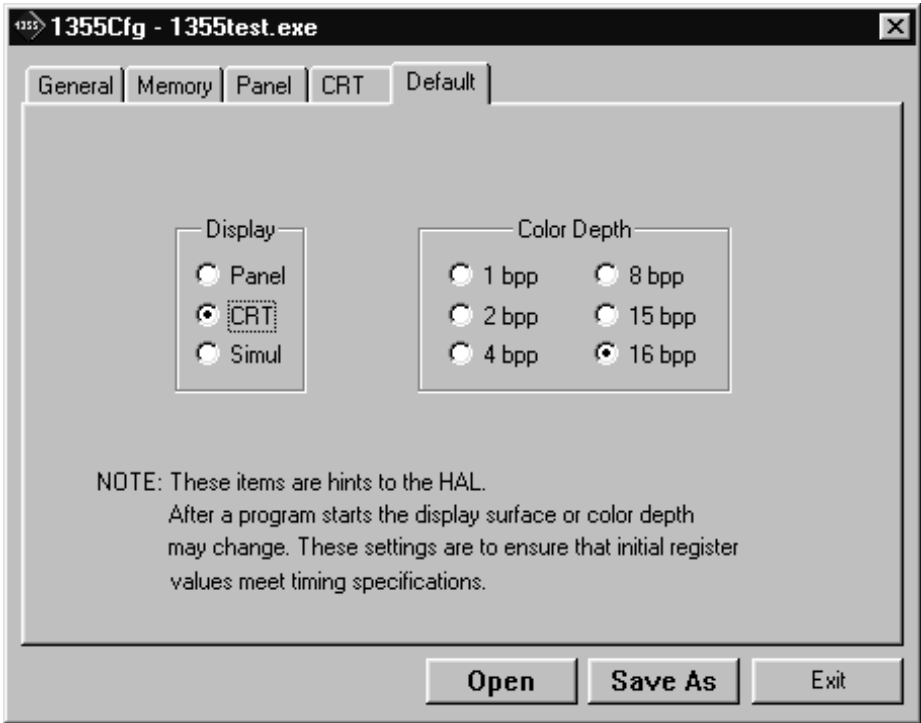 1355 1355Cfg - 1355test.exe
General Memory Panel CRT Default
Display
Panel
CRT
Simul
Color Depth
1 bpp 8 bpp
2 bpp 15 bpp
4 bpp 16 bpp
NOTE: These items are hints to the HAL.
After a program starts the display surface or color depth
may change. These settings are to ensure that initial register
values meet timing specifications.
Open Save As Exit